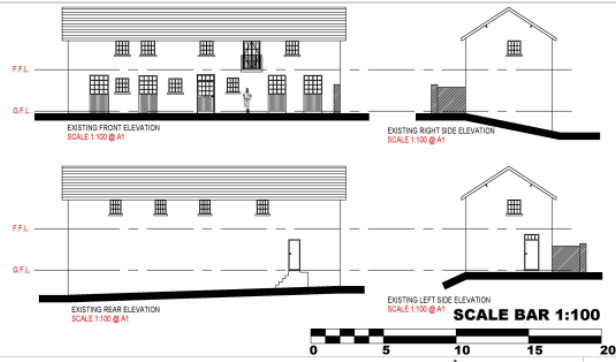 F.F.L.
G.F.L.
EXISTING FRONT ELEVATION
SCALE 1:100 @ A1
EXISTING RIGHT SIDE ELEVATION
SCALE 1:100 @ A1
F.F.L.
G.F.L.
EXISTING REAR ELEVATION
SCALE 1:100 @ A1
EXISTING LEFT SIDE ELEVATION
SCALE 1:100 @ A1
SCALE BAR 1:100
0 5 10 15 20